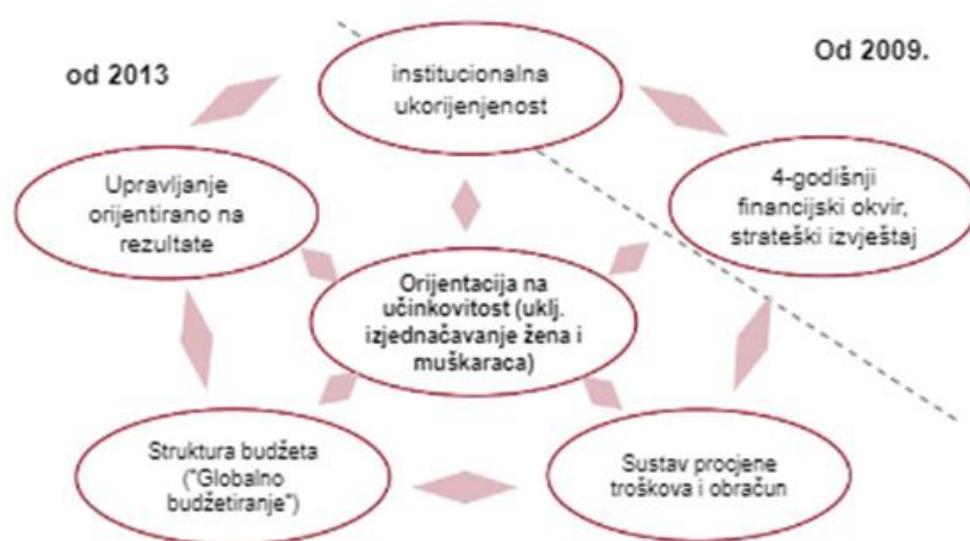 od 2013
Od 2009.
institucionalna
ukorijenjenost
Upravljanje
orijentirano na
rezultate
4-godišnji
financijski okvir,
strateški izvještaj
Orijentacija na
učinkovitost (uklj.
izjednačavanje žena i
muškaraca)
Struktura budžeta
("Globalno
budžetiranje")
Sustav procjene
troškova i obračun